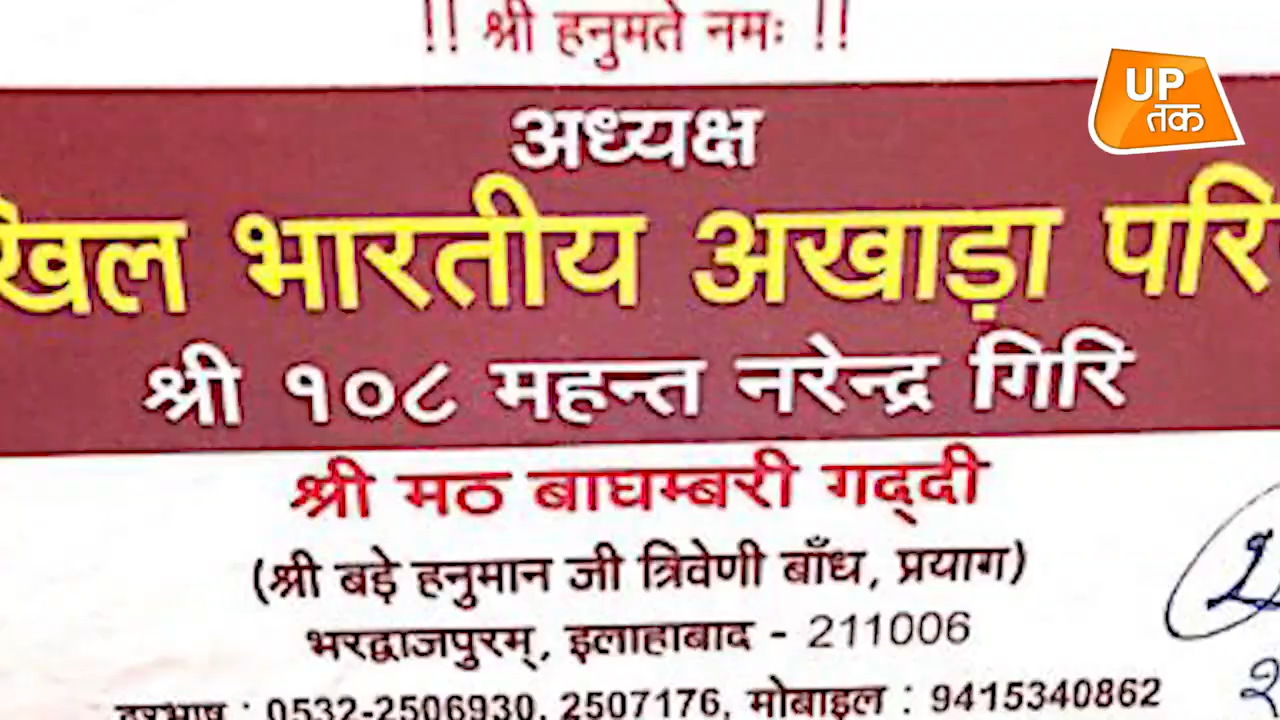 !! श्री हनुमते नमः !!
UP
तक
अध्यक्ष
खिल भारतीय अखाड़ा परि
श्री १०८ महन्त नरेन्द्र गिरि
श्री मठ बाघम्बरी गद्‌दी
(श्री बड़े हनुमान जी त्रिवेणी बाँध, प्रयाग)
भरद्वाजपुरम्, इलाहाबाद - 211006
दूरभाष : 0532-2506930, 2507176, मोबाइल : 9415340862